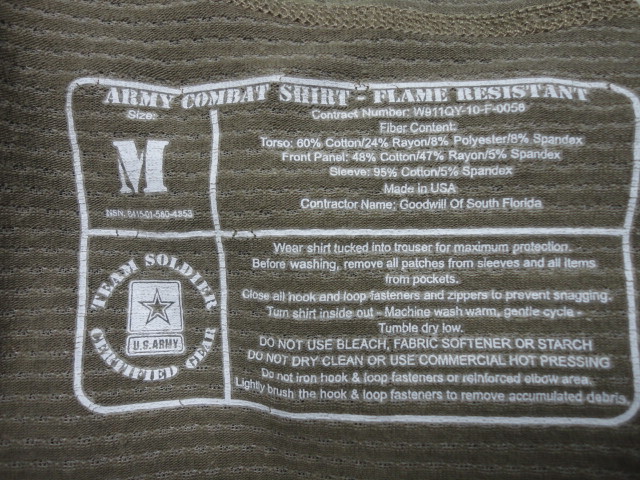 ARMY COMBAT SHIRT - FLAME RESISTANT
Size:
M
Contract Number: W911QY-10-F-0056
Fiber Content:
Torso: 60% Cotton/24% Rayon/8% Polyester/8% Spandex
Front Panel: 48% Cotton/47% Rayon/5% Spandex
Sleeve: 95% Cotton/5% Spandex
Made in USA
Contractor Name: Goodwill Of South Florida
TEAM SOLDIER
U.S.ARMY
CERTIFIED GEAR
Wear shirt tucked into trouser for maximum protection.
Before washing, remove all patches from sleeves and all items
from pockets.
Close all hook and loop fasteners and zippers to prevent snagging.
Turn shirt inside out - Machine wash warm, gentle cycle -
Tumble dry low.
DO NOT USE BLEACH, FABRIC SOFTENER OR STARCH
DO NOT DRY CLEAN OR USE COMMERCIAL HOT PRESSING
Do not iron hook & loop fasteners or reinforced elbow area.
Lightly brush the hook & loop fasteners to remove accumulated debris.